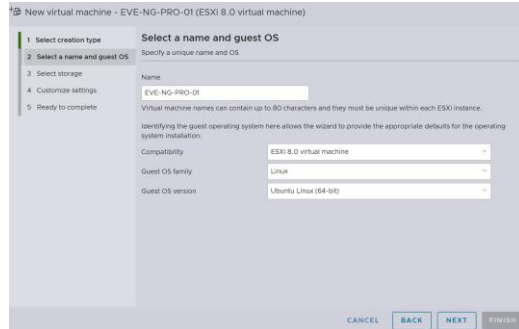 New virtual machine - EVE-NG-PRO-01 (ESXi 8.0 virtual machine)
1 Select creation type
2 Select a name and guest OS
3 Select storage
4 Customize settings
5 Ready to complete
Select a name and guest OS
Specify a unique name and OS
Name
EVE-NG-PRO-01
Virtual machine names can contain up to 80 characters and they must be unique within each ESXi instance.
Identifying the guest operating system here allows the wizard to provide the appropriate defaults for the operating
system installation.
Compatibility ESXi 8.0 virtual machine
Guest OS family Linux
Guest OS version Ubuntu Linux (64-bit)
CANCEL BACK NEXT FINISH